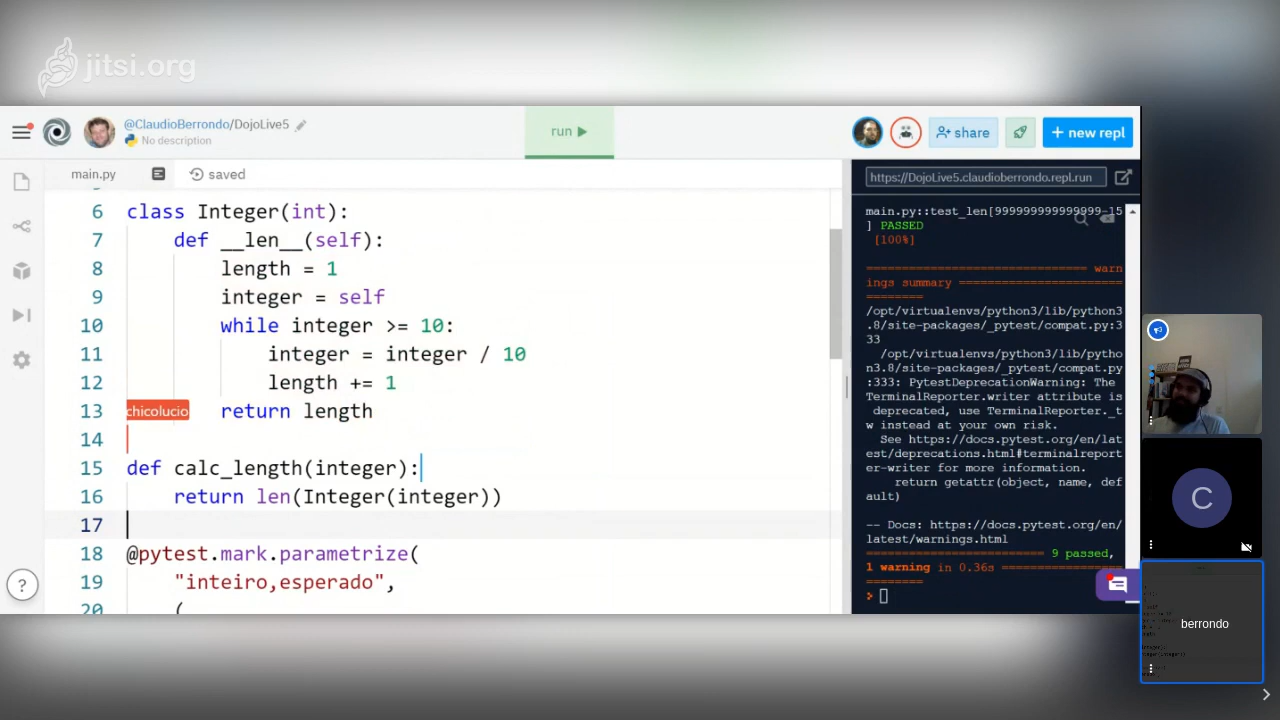 jitsi.org
@ClaudioBerrondo/DojoLive5
No description
run
share
+ new repl
main.py
saved
https://DojoLive5.claudioberrondo.repl.run
6 class Integer(int):
7 def __len__(self):
8 length = 1
9 integer = self
10 while integer >= 10:
11 integer = integer / 10
12 length += 1
13 chicolucio return length
14
15 def calc_length(integer):
16 return len(Integer(integer))
17
18 @pytest.mark.parametrize(
19 "inteiro,esperado",
20 (
main.py::test_len[999999999999999-15
] PASSED
[100%]
============================== warn
ings summary ======================
========
/opt/virtualenvs/python3/lib/python3
.8/site-packages/_pytest/compat.py:3
33
/opt/virtualenvs/python3/lib/pytho
n3.8/site-packages/_pytest/compat.py
:333: PytestDeprecationWarning: The
TerminalReporter.writer attribute is
deprecated, use TerminalReporter._t
w instead at your own risk.
See https://docs.pytest.org/en/lat
est/deprecations.html#terminalreport
er-writer for more information.
return getattr(object, name, def
ault)
-- Docs: https://docs.pytest.org/en/
latest/warnings.html
======================== 9 passed,
1 warning in 0.36s ================
========
?
C
berrondo